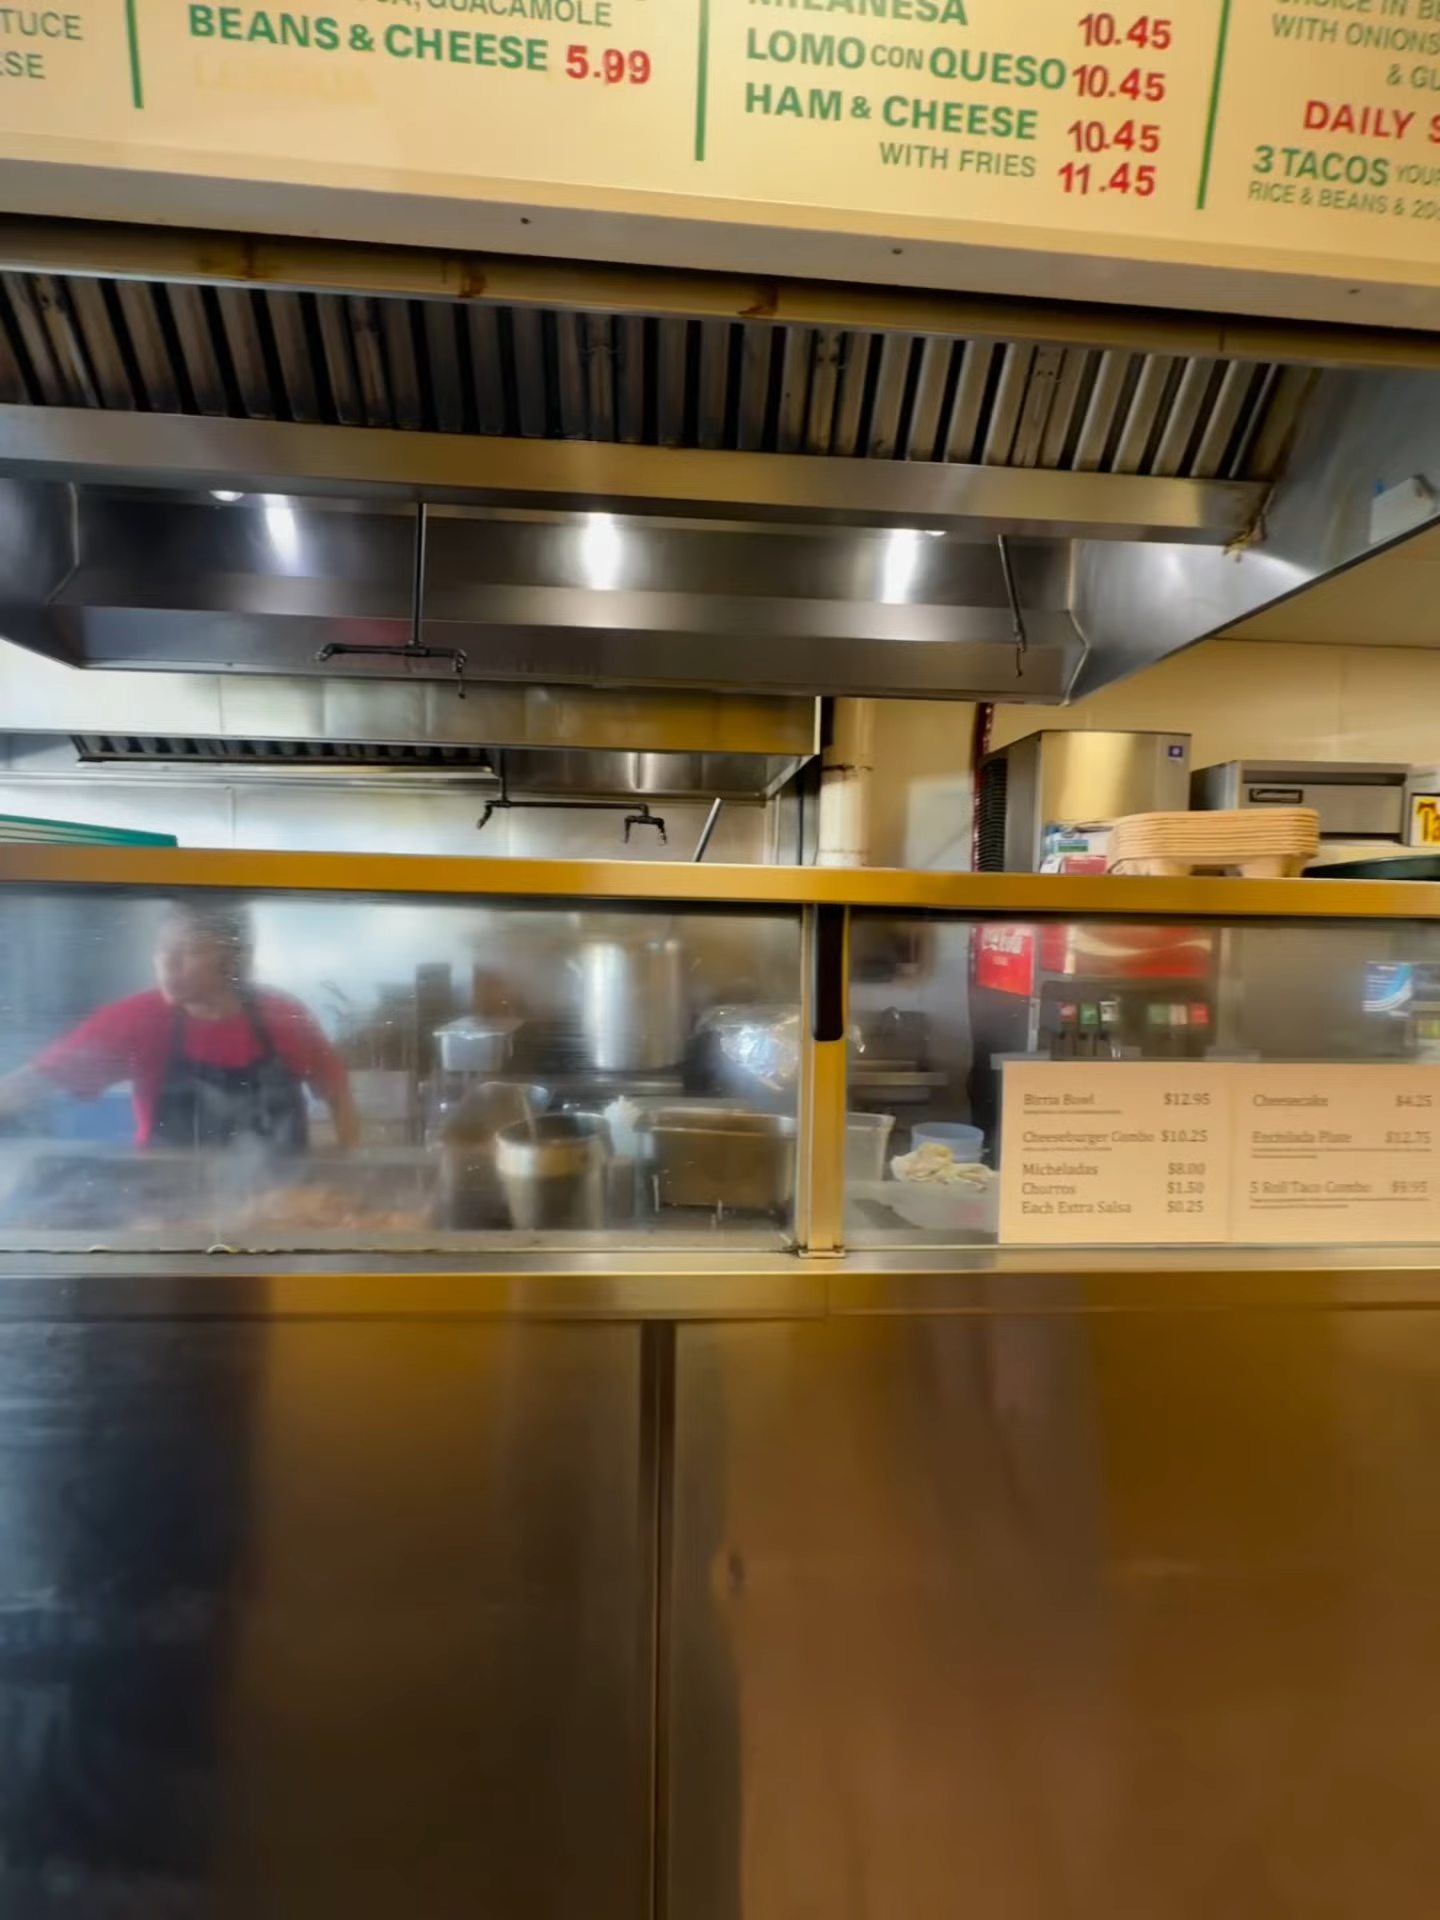 GUACAMOLE
BEANS & CHEESE 5.99
MILANESA 10.45
LOMO CON QUESO 10.45
HAM & CHEESE 10.45
WITH FRIES 11.45
WITH ONIONS
DAILY
3 TACOS
RICE & BEANS &
Birria Bowl $12.95
Cheeseburger Combo $10.25
Micheladas $8.00
Churros $1.50
Each Extra Salsa $0.25
Cheesecake $4.25
Enchilada Plate $12.75
5 Roll Taco Combo $9.95